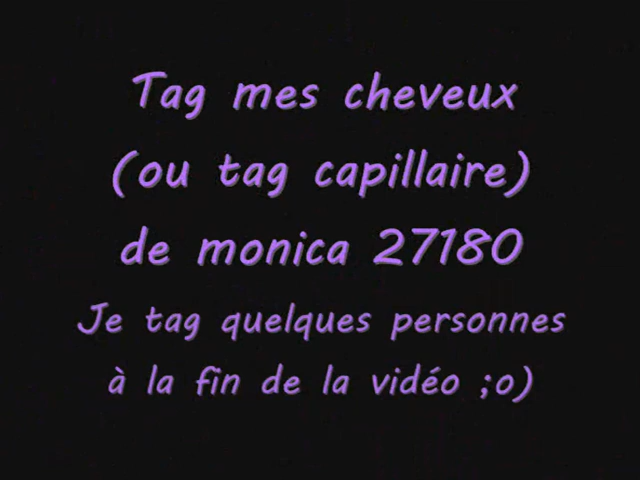 Tag mes cheveux
(ou tag capillaire)
de monica 27180
Je tag quelques personnes
à la fin de la vidéo ;o)